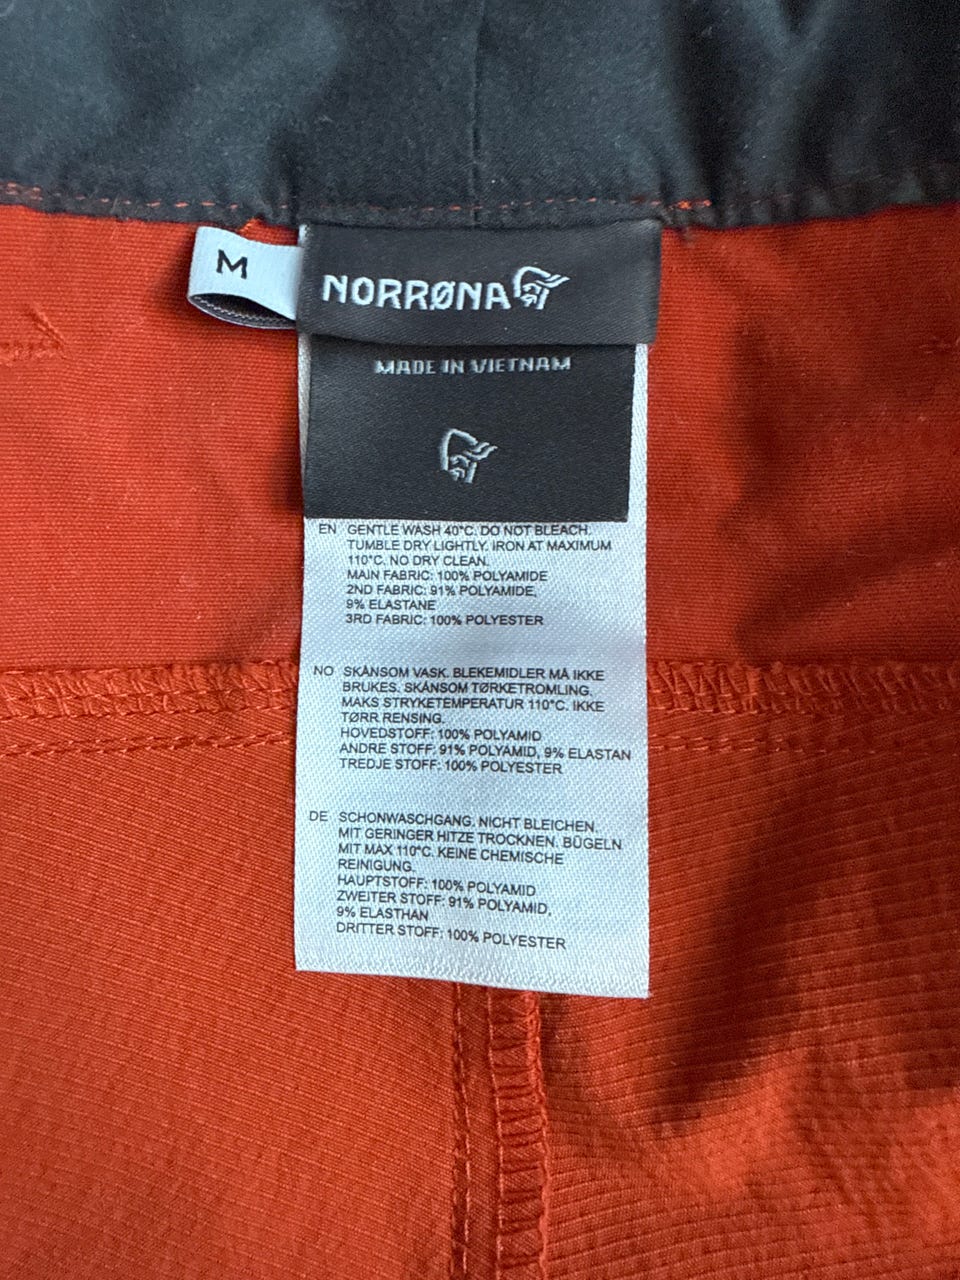 M
NORRØNA
MADE IN VIETNAM
EN GENTLE WASH 40°C. DO NOT BLEACH.
TUMBLE DRY LIGHTLY. IRON AT MAXIMUM
110°C. NO DRY CLEAN.
MAIN FABRIC: 100% POLYAMIDE
2ND FABRIC: 91% POLYAMIDE,
9% ELASTANE
3RD FABRIC: 100% POLYESTER
NO SKÅNSOM VASK. BLEKEMIDLER MÅ IKKE
BRUKES. SKÅNSOM TØRKETROMLING.
MAKS STRYKETEMPERATUR 110°C. IKKE
TØRR RENSING.
HOVEDSTOFF: 100% POLYAMID
ANDRE STOFF: 91% POLYAMID, 9% ELASTAN
TREDJE STOFF: 100% POLYESTER
DE SCHONWASCHGANG. NICHT BLEICHEN.
MIT GERINGER HITZE TROCKNEN. BÜGELN
MIT MAX 110°C. KEINE CHEMISCHE
REINIGUNG.
HAUPTSTOFF: 100% POLYAMID
ZWEITER STOFF: 91% POLYAMID,
9% ELASTHAN
DRITTER STOFF: 100% POLYESTER